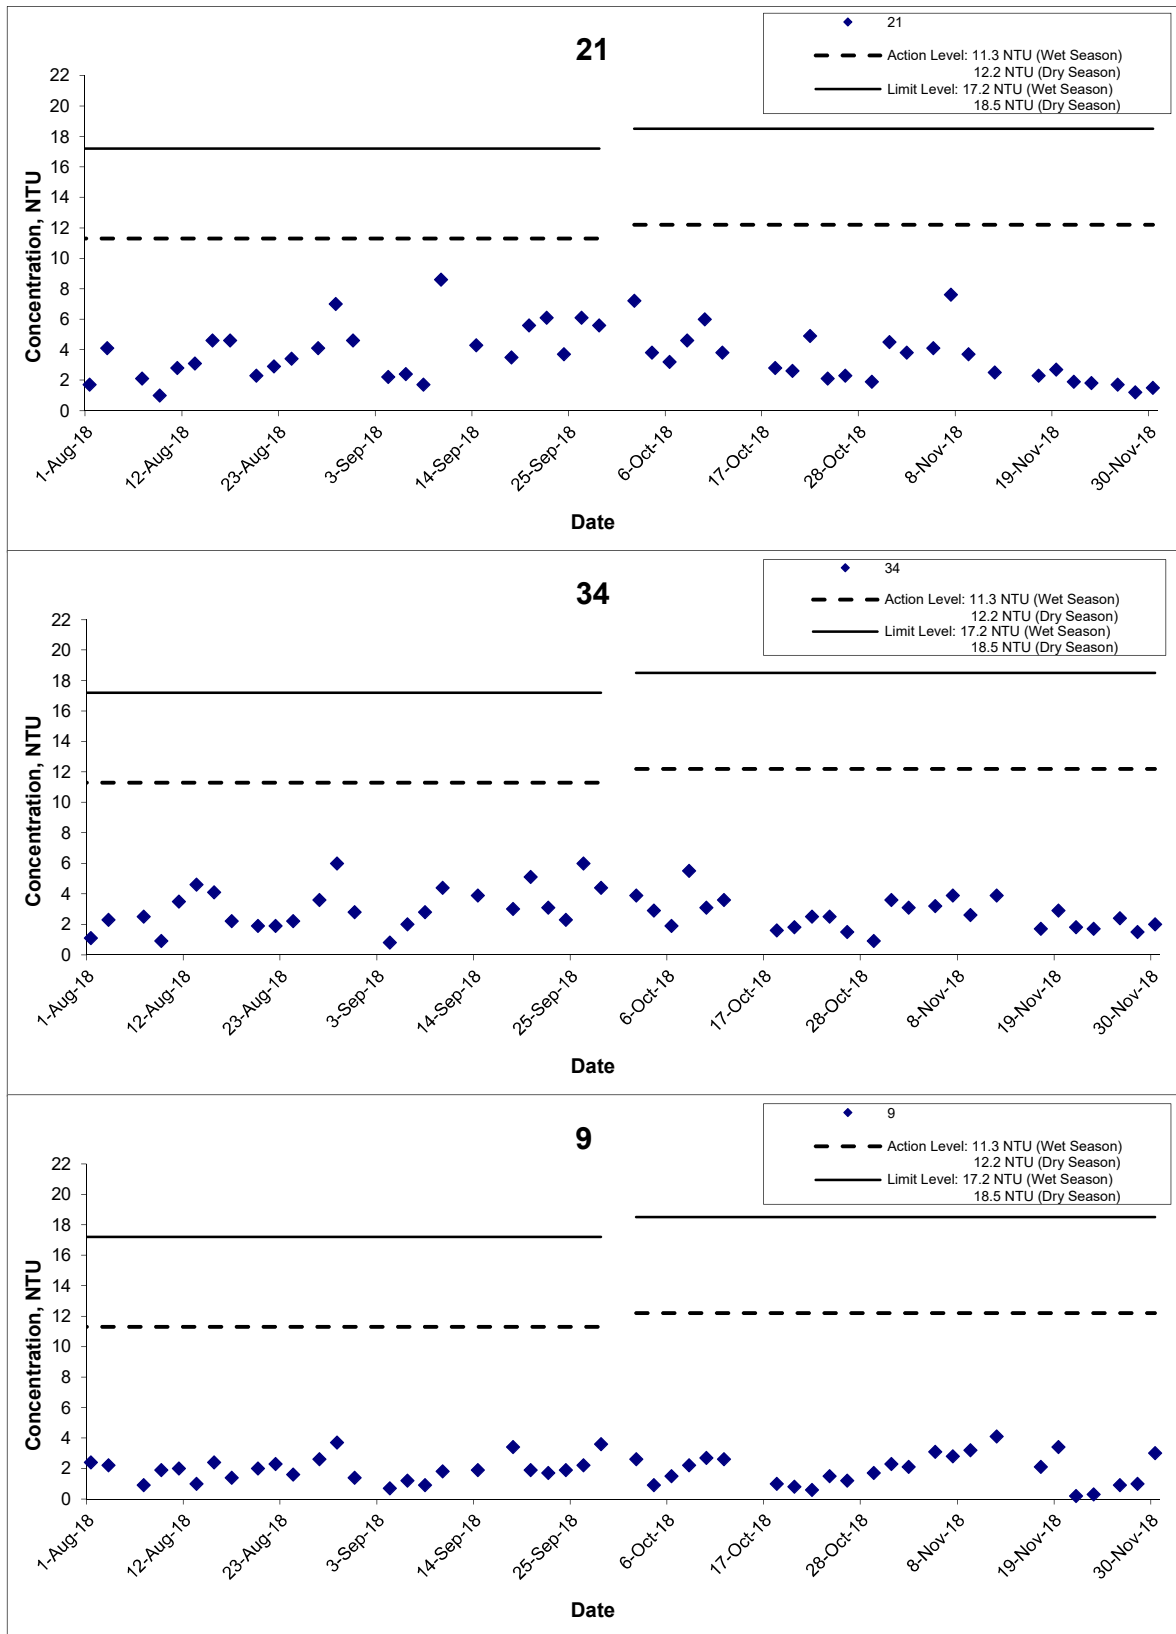 21
21
Action Level: 11.3 NTU (Wet Season)
12.2 NTU (Dry Season)
Limit Level: 17.2 NTU (Wet Season)
18.5 NTU (Dry Season)
Concentration, NTU
22
20
18
16
14
12
10
8
6
4
2
0
1-Aug-18
12-Aug-18
23-Aug-18
3-Sep-18
14-Sep-18
25-Sep-18
6-Oct-18
17-Oct-18
28-Oct-18
8-Nov-18
19-Nov-18
30-Nov-18
Date
34
34
Action Level: 11.3 NTU (Wet Season)
12.2 NTU (Dry Season)
Limit Level: 17.2 NTU (Wet Season)
18.5 NTU (Dry Season)
Concentration, NTU
22
20
18
16
14
12
10
8
6
4
2
0
1-Aug-18
12-Aug-18
23-Aug-18
3-Sep-18
14-Sep-18
25-Sep-18
6-Oct-18
17-Oct-18
28-Oct-18
8-Nov-18
19-Nov-18
30-Nov-18
Date
9
9
Action Level: 11.3 NTU (Wet Season)
12.2 NTU (Dry Season)
Limit Level: 17.2 NTU (Wet Season)
18.5 NTU (Dry Season)
Concentration, NTU
22
20
18
16
14
12
10
8
6
4
2
0
1-Aug-18
12-Aug-18
23-Aug-18
3-Sep-18
14-Sep-18
25-Sep-18
6-Oct-18
17-Oct-18
28-Oct-18
8-Nov-18
19-Nov-18
30-Nov-18
Date